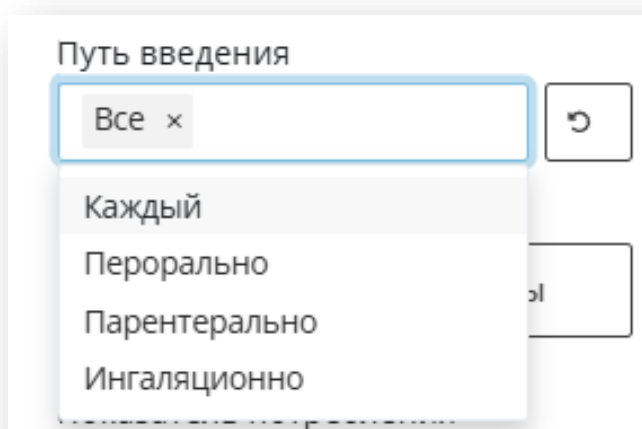 Путь введения
Все ×
Каждый
Перорально
ы
Парентерально
Ингаляционно